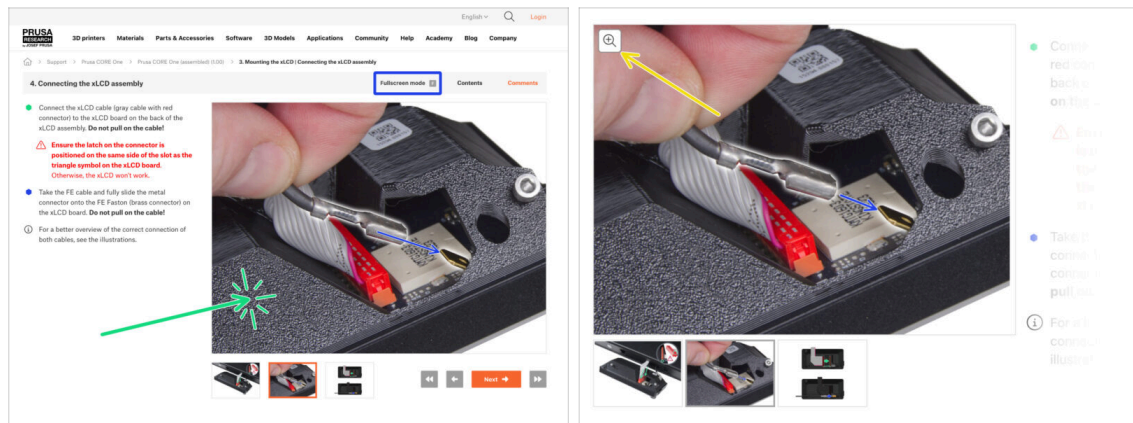 English
Login
PRUSA
RESEARCH
by JOSEF PRUSA
3D printers Materials Parts & Accessories Software 3D Models Applications Community Help Academy Blog Company
Support > Prusa CORE One > Prusa CORE One (assembled) (1.00) > 3. Mounting the xLCD | Connecting the xLCD assembly
4. Connecting the xLCD assembly
Fullscreen mode
Contents
Comments
Connect the xLCD cable (gray cable with red
connector) to the xLCD board on the back of the
xLCD assembly. Do not pull on the cable!
Ensure the latch on the connector is
positioned on the same side of the slot as the
triangle symbol on the xLCD board.
Otherwise, the xLCD won't work.
Take the FE cable and fully slide the metal
connector onto the FE Faston (brass connector) on
the xLCD board. Do not pull on the cable!
For a better overview of the correct connection of
both cables, see the illustrations.
Next
red
back
on the
Take
pull
For